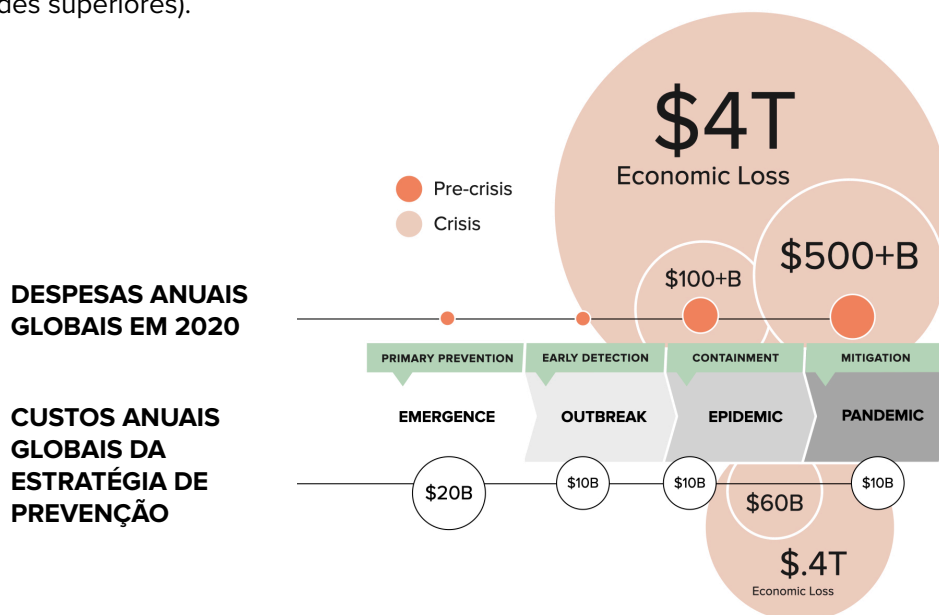 des superiores).
$4T
Economic Loss
Pre-crisis
Crisis
$500+B
$100+B
DESPESAS ANUAIS
GLOBAIS EM 2020
PRIMARY PREVENTION
EARLY DETECTION
CONTAINMENT
MITIGATION
EMERGENCE
OUTBREAK
EPIDEMIC
PANDEMIC
CUSTOS ANUAIS
GLOBAIS DA
ESTRATÉGIA DE
PREVENÇÃO
$20B
$10B
$10B
$60B
$10B
$.4T
Economic Loss